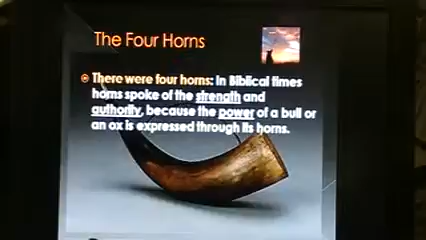 The Four Horns
There were four horns: In Biblical times
horns spoke of the strength and
authority, because the power of a bull or
an ox is expressed through its horns.